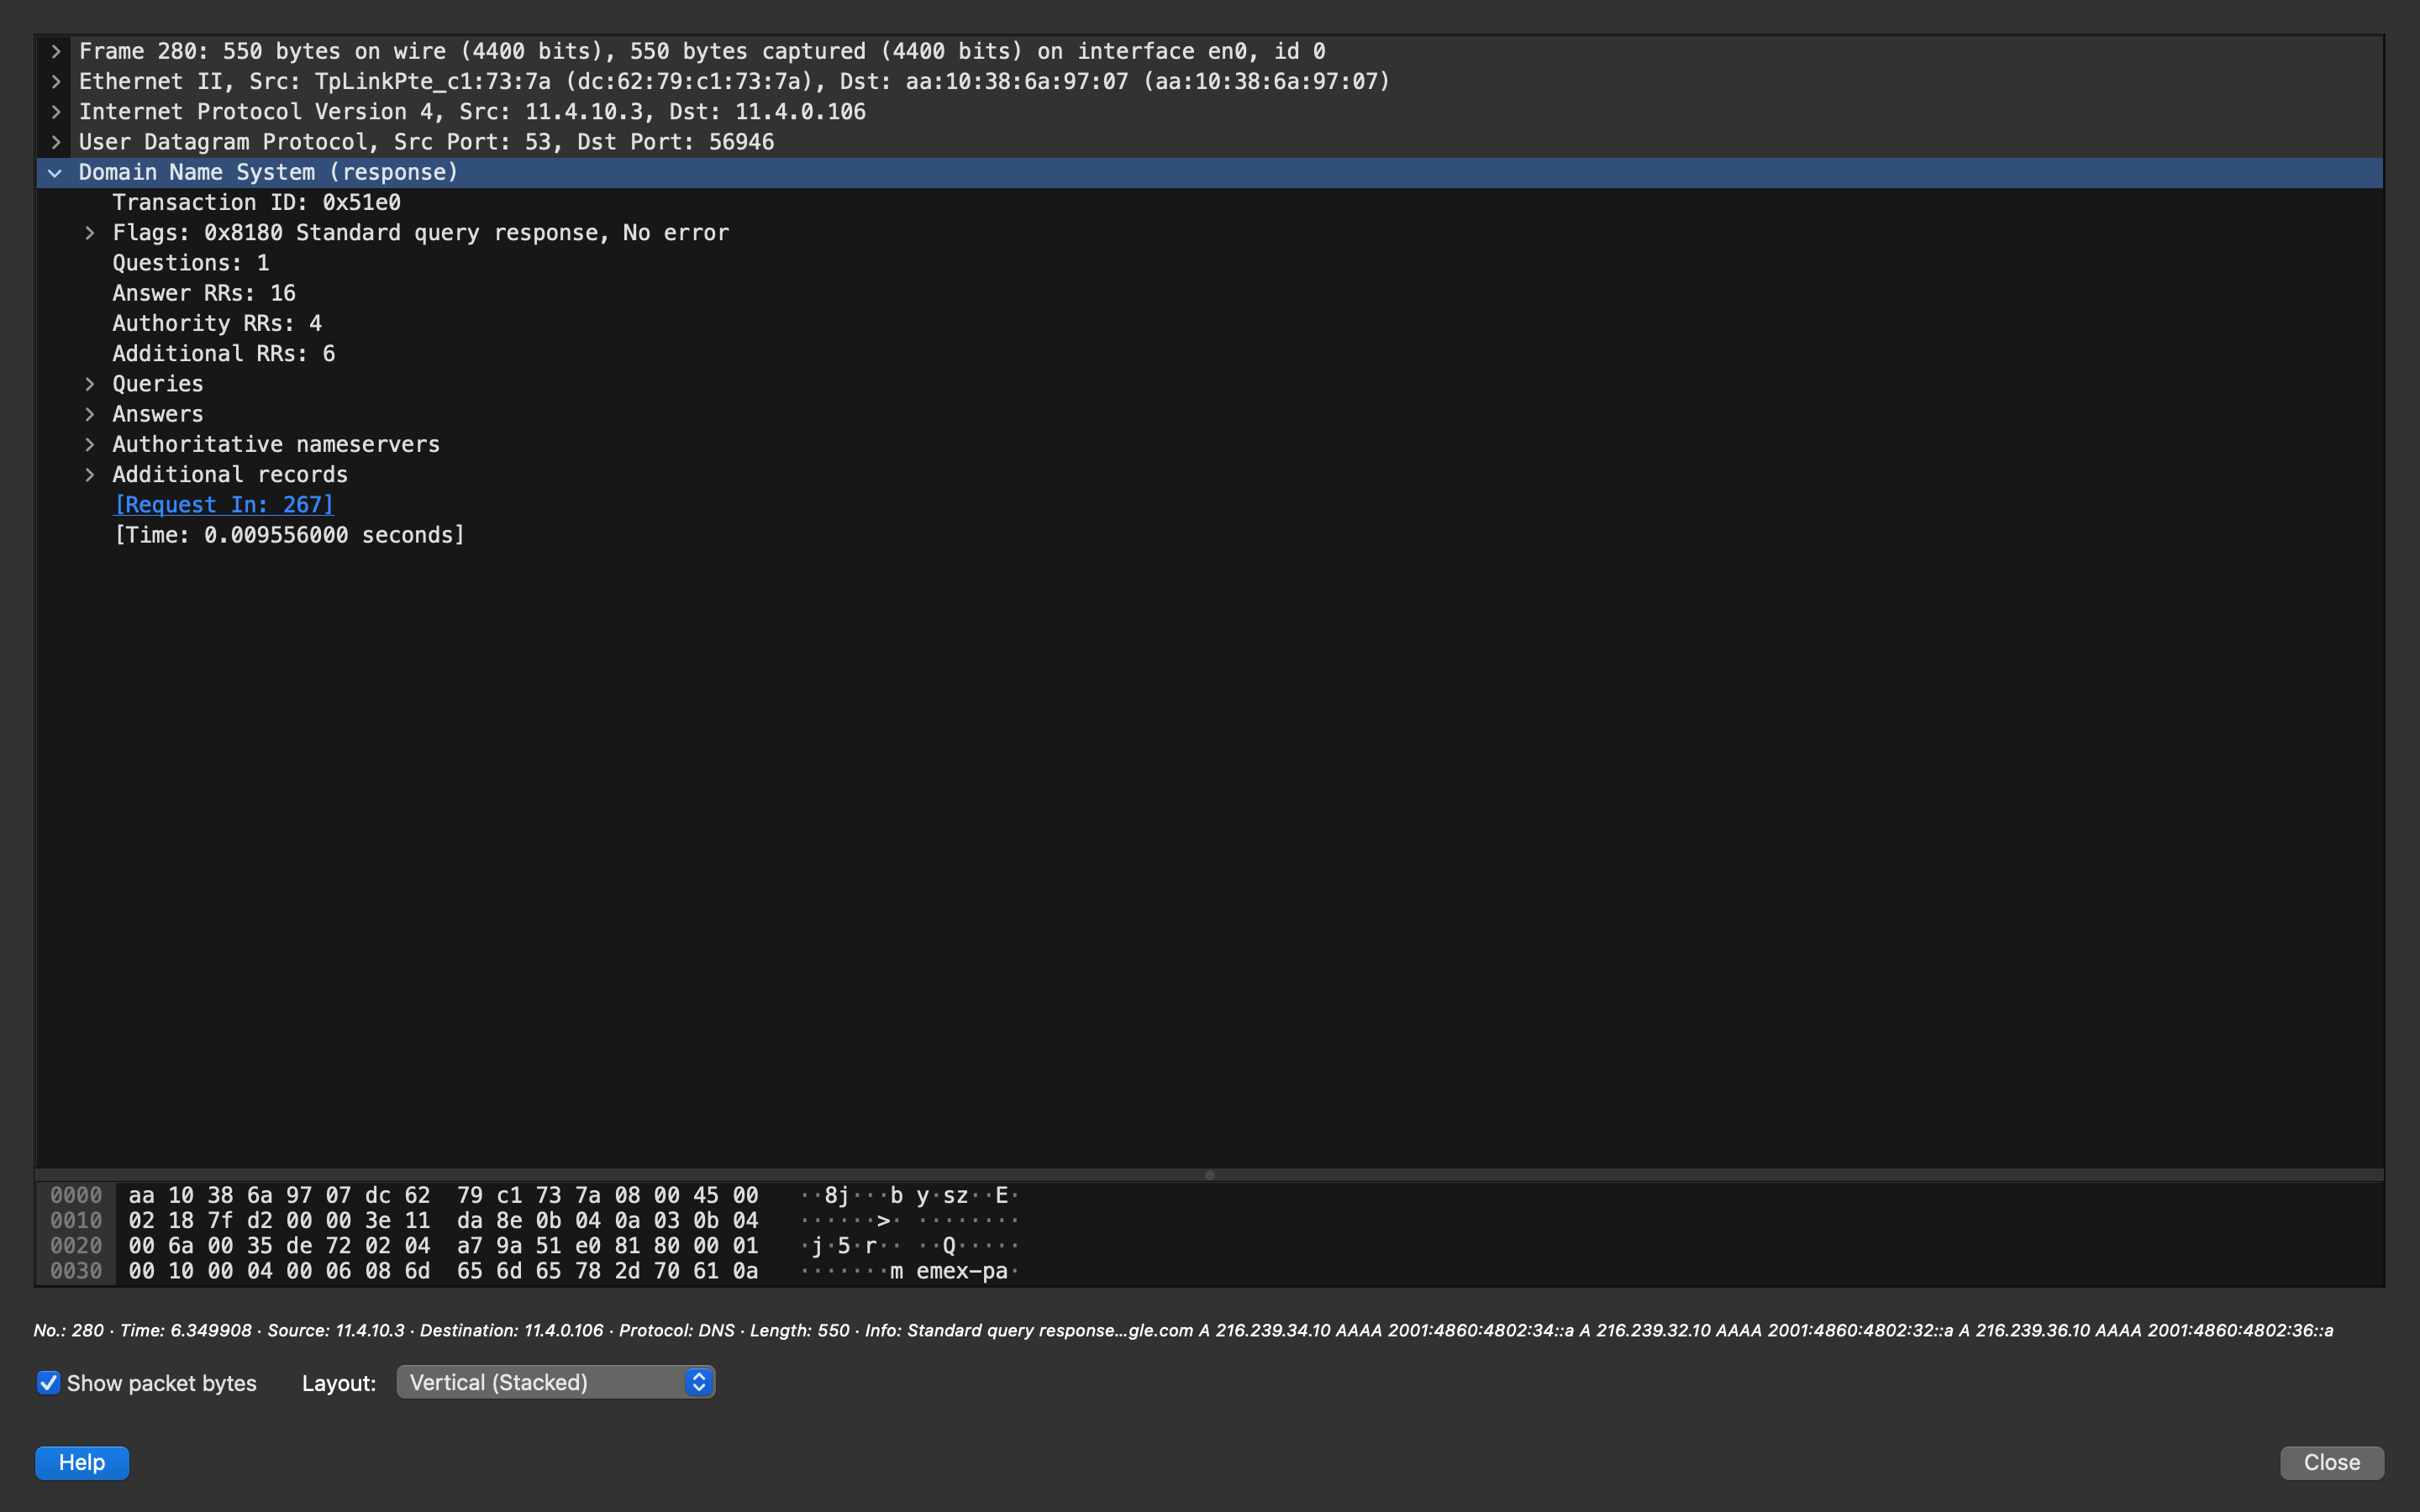 Frame 280: 550 bytes on wire (4400 bits), 550 bytes captured (4400 bits) on interface en0, id 0
Ethernet II, Src: TpLinkPte_c1:73:7a (dc:62:79:c1:73:7a), Dst: aa:10:38:6a:97:07 (aa:10:38:6a:97:07)
Internet Protocol Version 4, Src: 11.4.10.3, Dst: 11.4.0.106
User Datagram Protocol, Src Port: 53, Dst Port: 56946
Domain Name System (response)
Transaction ID: 0x51e0
Flags: 0x8180 Standard query response, No error
Questions: 1
Answer RRs: 16
Authority RRs: 4
Additional RRs: 6
Queries
Answers
Authoritative nameservers
Additional records
[Request In: 267]
[Time: 0.009556000 seconds]
0000 aa 10 38 6a 97 07 dc 62 79 c1 73 7a 08 00 45 00 ··8j···b y·sz··E·
0010 02 18 7f d2 00 00 3e 11 da 8e 0b 04 0a 03 0b 04 ······>· ········
0020 00 6a 00 35 de 72 02 04 a7 9a 51 e0 81 80 00 01 ·j·5·r·· ··Q·····
0030 00 10 00 04 00 06 08 6d 65 6d 65 78 2d 70 61 0a ·······m emex-pa·
No.: 280 · Time: 6.349908 · Source: 11.4.10.3 · Destination: 11.4.0.106 · Protocol: DNS · Length: 550 · Info: Standard query response...gle.com A 216.239.34.10 AAAA 2001:4860:4802:34::a A 216.239.32.10 AAAA 2001:4860:4802:32::a A 216.239.36.10 AAAA 2001:4860:4802:36::a
Show packet bytes Layout: Vertical (Stacked)
Help Close